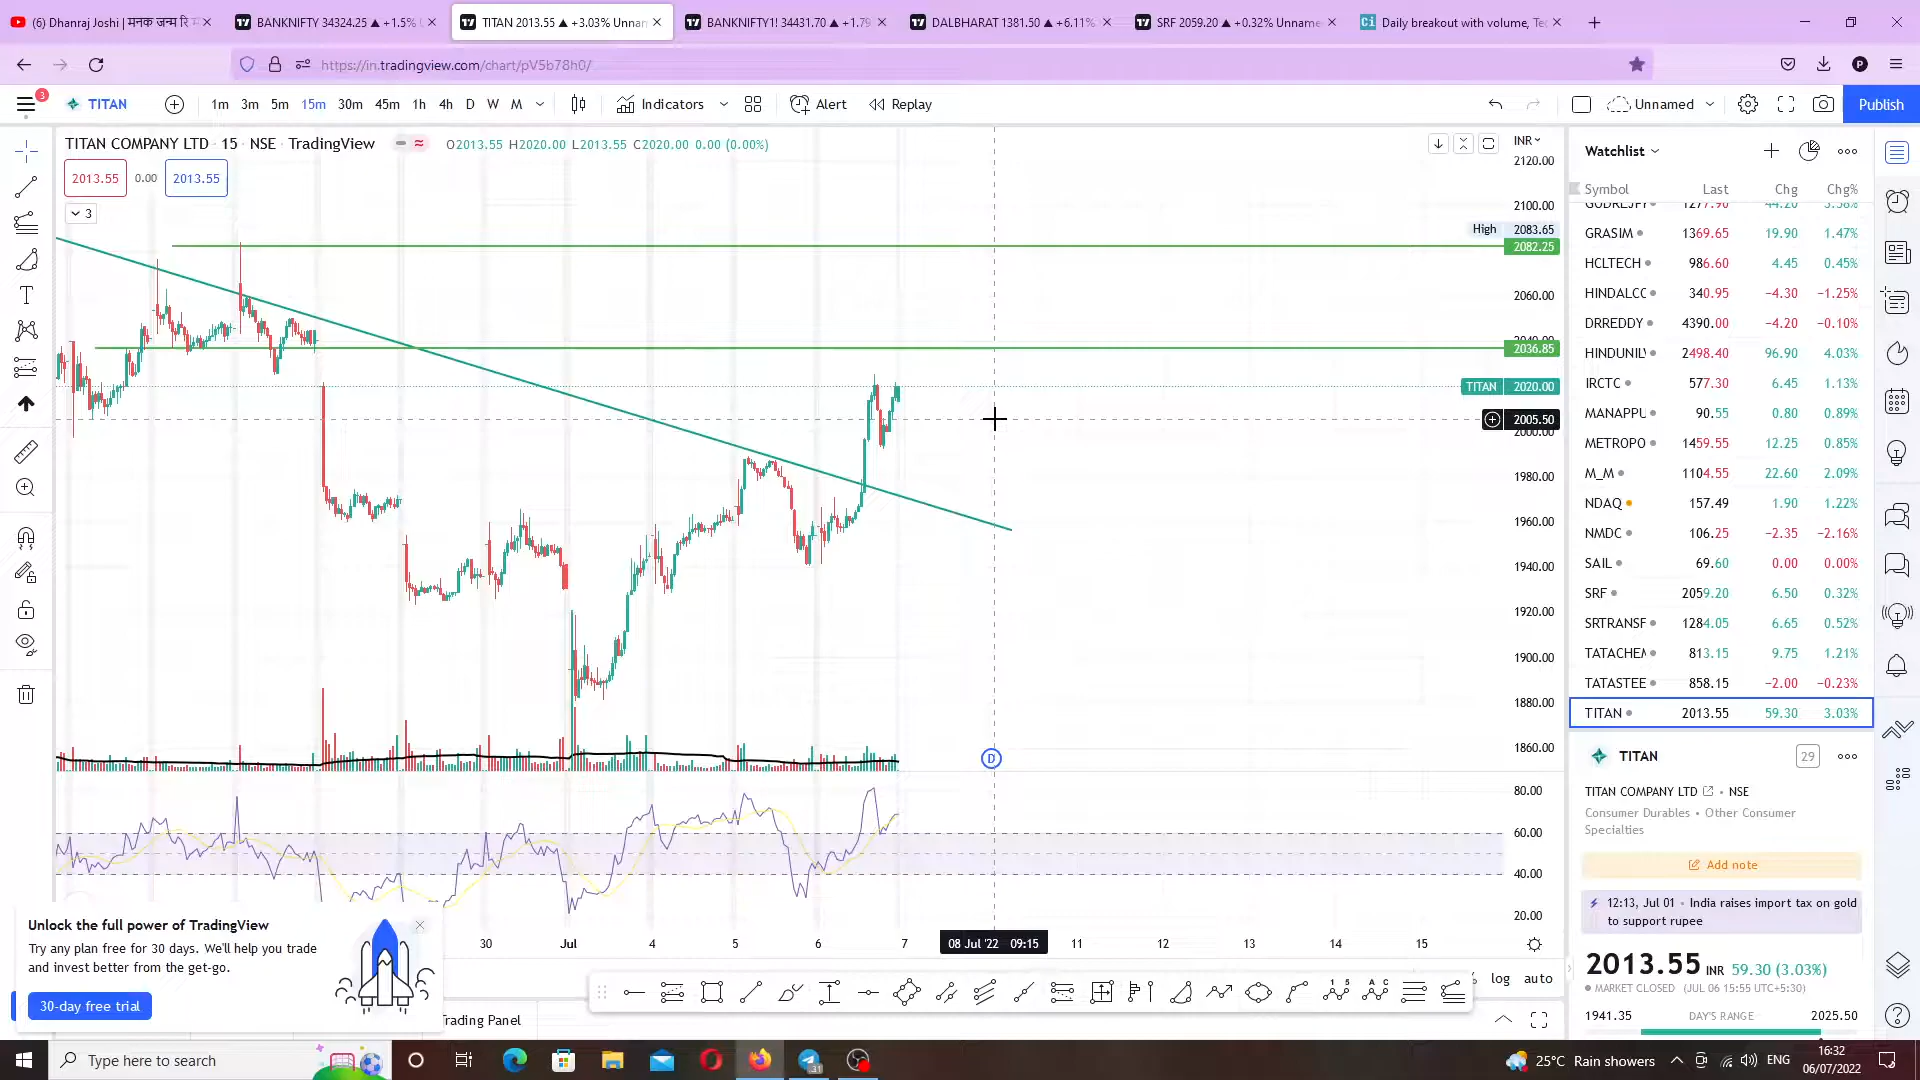 (6) Dhanraj Joshi | मनक जन्म रि
BANKNIFTY 34324.25 ▲ +1.5%
TITAN 2013.55 ▲ +3.03% Unnan
BANKNIFTY1! 34431.70 ▲ +1.79
DALBHARAT 1381.50 ▲ +6.11%
SRF 2059.20 ▲ +0.32% Unname
Daily breakout with volume, Tec
https://in.tradingview.com/chart/pV5b78h0/
3
TITAN
1m 3m 5m 15m 30m 45m 1h 4h D W M
Indicators
Alert
Replay
Unnamed
Publish
TITAN COMPANY LTD · 15 · NSE · TradingView
O2013.55 H2020.00 L2013.55 C2020.00 0.00 (0.00%)
2013.55 0.00 2013.55
3
INR
2120.00
2100.00
High 2083.65
2082.25
2060.00
2036.85
TITAN 2020.00
2005.50
2000.00
1980.00
1960.00
1940.00
1920.00
1900.00
1880.00
1860.00
D
80.00
60.00
40.00
20.00
30 Jul 4 5 6 7 08 Jul '22 09:15 11 12 13 14 15
log auto
Unlock the full power of TradingView
Try any plan free for 30 days. We'll help you trade
and invest better from the get-go.
30-day free trial
Trading Panel
Watchlist
Symbol Last Chg Chg%
GODREJPR 1277.90 44.20 3.58%
GRASIM 1369.65 19.90 1.47%
HCLTECH 986.60 4.45 0.45%
HINDALCC 340.95 −4.30 −1.25%
DRREDDY 4390.00 −4.20 −0.10%
HINDUNILV 2498.40 96.90 4.03%
IRCTC 577.30 6.45 1.13%
MANAPPU 90.55 0.80 0.89%
METROPO 1459.55 12.25 0.85%
M_M 1104.55 22.60 2.09%
NDAQ 157.49 1.90 1.22%
NMDC 106.25 −2.35 −2.16%
SAIL 69.60 0.00 0.00%
SRF 2059.20 6.50 0.32%
SRTRANSF 1284.05 6.65 0.52%
TATACHEM 813.15 9.75 1.21%
TATASTEE 858.15 −2.00 −0.23%
TITAN 2013.55 59.30 3.03%
TITAN 29
TITAN COMPANY LTD • NSE
Consumer Durables • Other Consumer
Specialties
Add note
12:13, Jul 01 • India raises import tax on gold
to support rupee
2013.55 INR 59.30 (3.03%)
MARKET CLOSED (JUL 06 15:55 UTC+5:30)
1941.35 DAY'S RANGE 2025.50
Type here to search
25°C Rain showers
ENG
16:32
06/07/2022